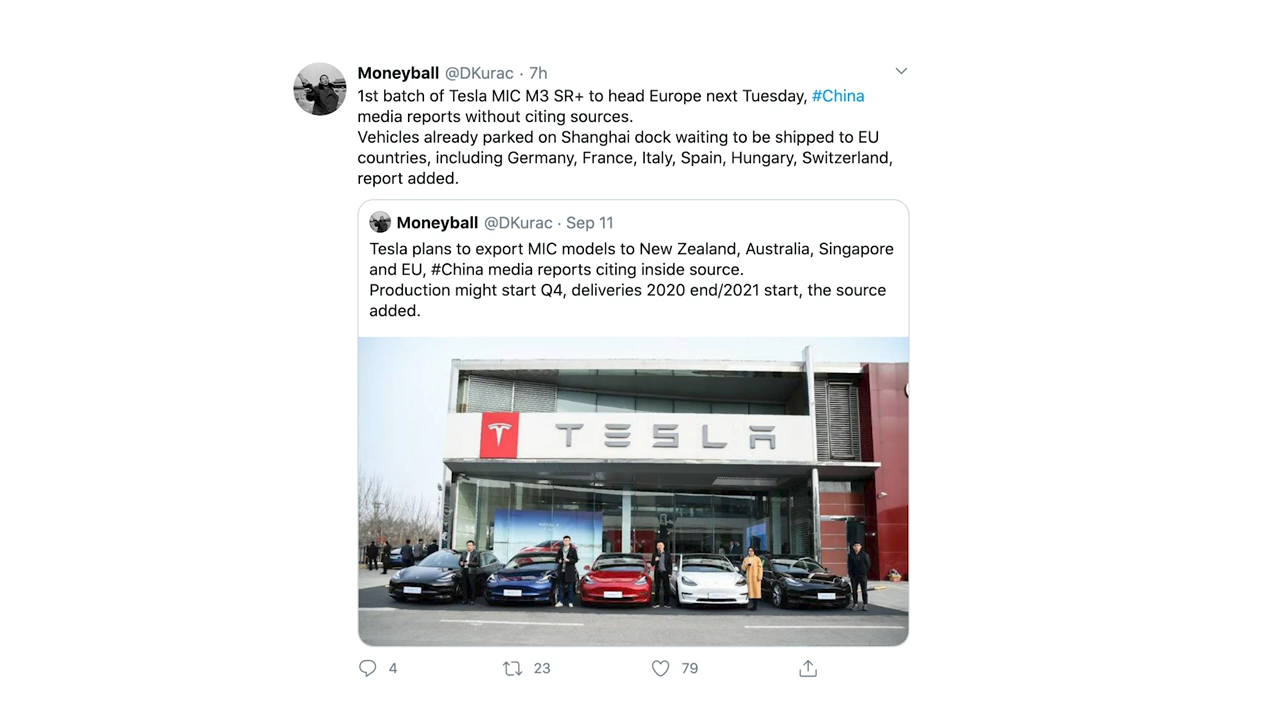 Moneyball @DKurac · 7h
1st batch of Tesla MIC M3 SR+ to head Europe next Tuesday, #China
media reports without citing sources.
Vehicles already parked on Shanghai dock waiting to be shipped to EU
countries, including Germany, France, Italy, Spain, Hungary, Switzerland,
report added.
Moneyball @DKurac · Sep 11
Tesla plans to export MIC models to New Zealand, Australia, Singapore
and EU, #China media reports citing inside source.
Production might start Q4, deliveries 2020 end/2021 start, the source
added.
TESLA
4 23 79